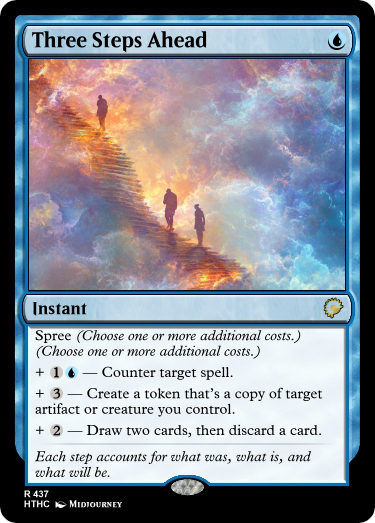 Three Steps Ahead
Instant
Spree (Choose one or more additional costs.)
(Choose one or more additional costs.)
+ 1 — Counter target spell.
+ 3 — Create a token that's a copy of target
artifact or creature you control.
+ 2 — Draw two cards, then discard a card.
Each step accounts for what was, what is, and
what will be.
R 437
HTHC MIDJOURNEY